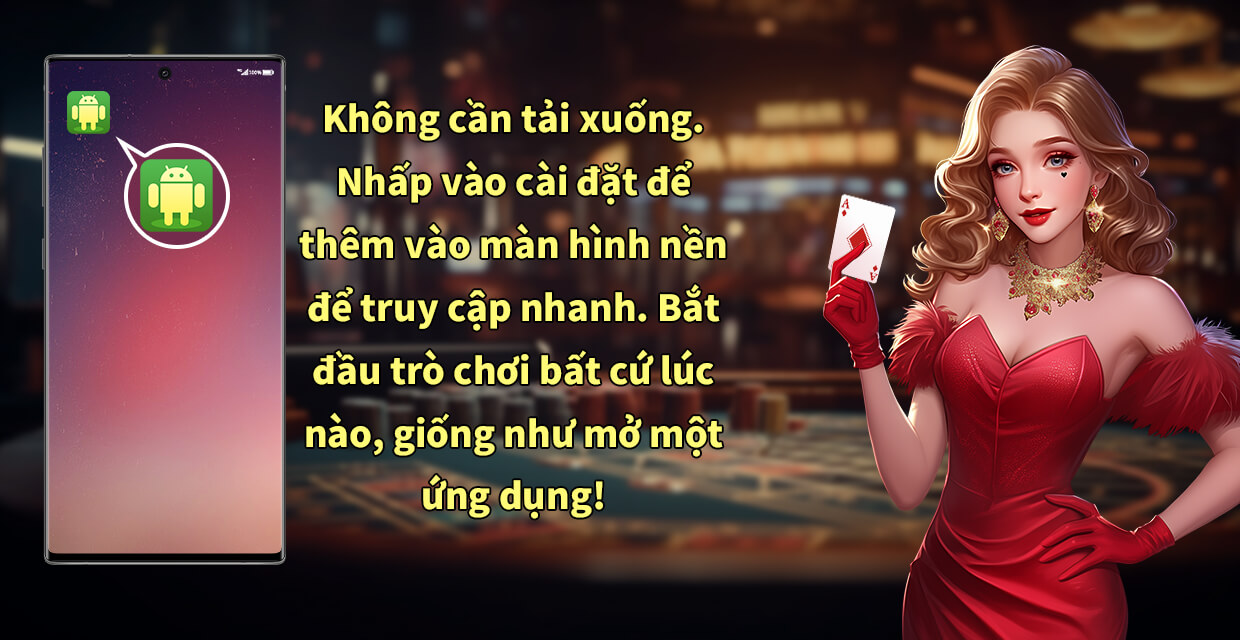 100%
Không cần tải xuống.
Nhấp vào cài đặt để
thêm vào màn hình nền
để truy cập nhanh. Bắt
đầu trò chơi bất cứ lúc
nào, giống như mở một
ứng dụng!
A
A